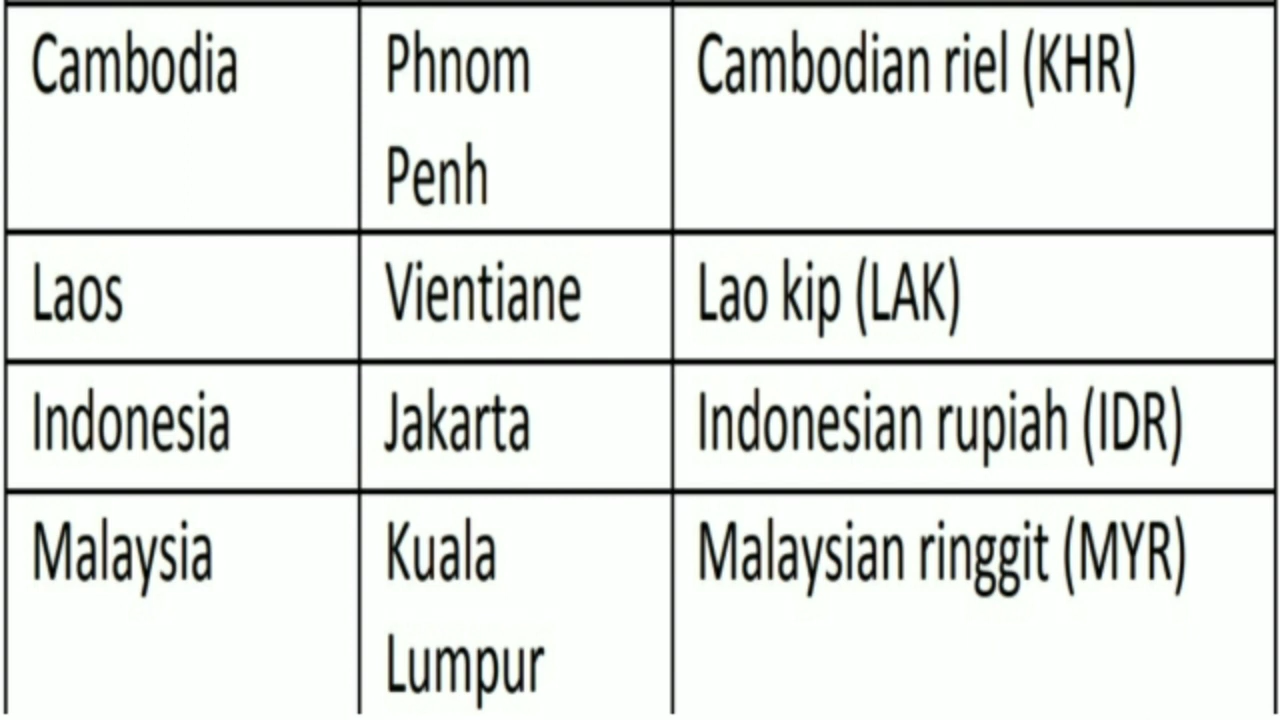 Cambodia Phnom Cambodian riel (KHR)
Penh
Laos Vientiane Lao kip (LAK)
Indonesia Jakarta Indonesian rupiah (IDR)
Malaysia Kuala Malaysian ringgit (MYR)
Lumpur